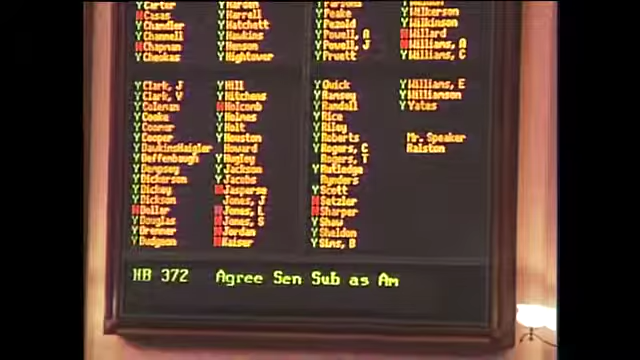 Y Carter Y Harden Y Parsons Y Wilkerson
N Casas Y Harrell Y Peake Y Wilkinson
Y Chandler Y Hatchett Y Pezold N Willard
Y Channell Y Hawkins Y Powell, A N Williams, A
N Chapman Y Henson Y Powell, J Y Williams, C
Y Cheokas Y Hightower Y Pruett
Y Clark, J Y Hill Y Quick Y Williams, E
Y Clark, V Y Hitchens Y Ramsey Y Williamson
Y Coleman N Holcomb Y Randall Y Yates
Y Cooke Y Holmes Y Rice
Y Coomer Y Holt Y Riley
Y Cooper Y Houston Y Roberts Mr. Speaker
DawkinsHaigler Y Howard Y Rogers, C Ralston
Y Deffenbaugh Y Hugley Rogers, T
Y Dempsey Y Jackson Y Rutledge
Y Dickerson Y Jacobs Rynders
Y Dickey N Jasperse Y Scott
Y Dickson Jones, J N Setzler
N Dollar N Jones, L N Sharper
Y Douglas N Jones, S Y Shaw
Y Drenner N Jordan Y Sheldon
Y Dudgeon N Kaiser Y Sims, B
HB 372 Agree Sen Sub as Am